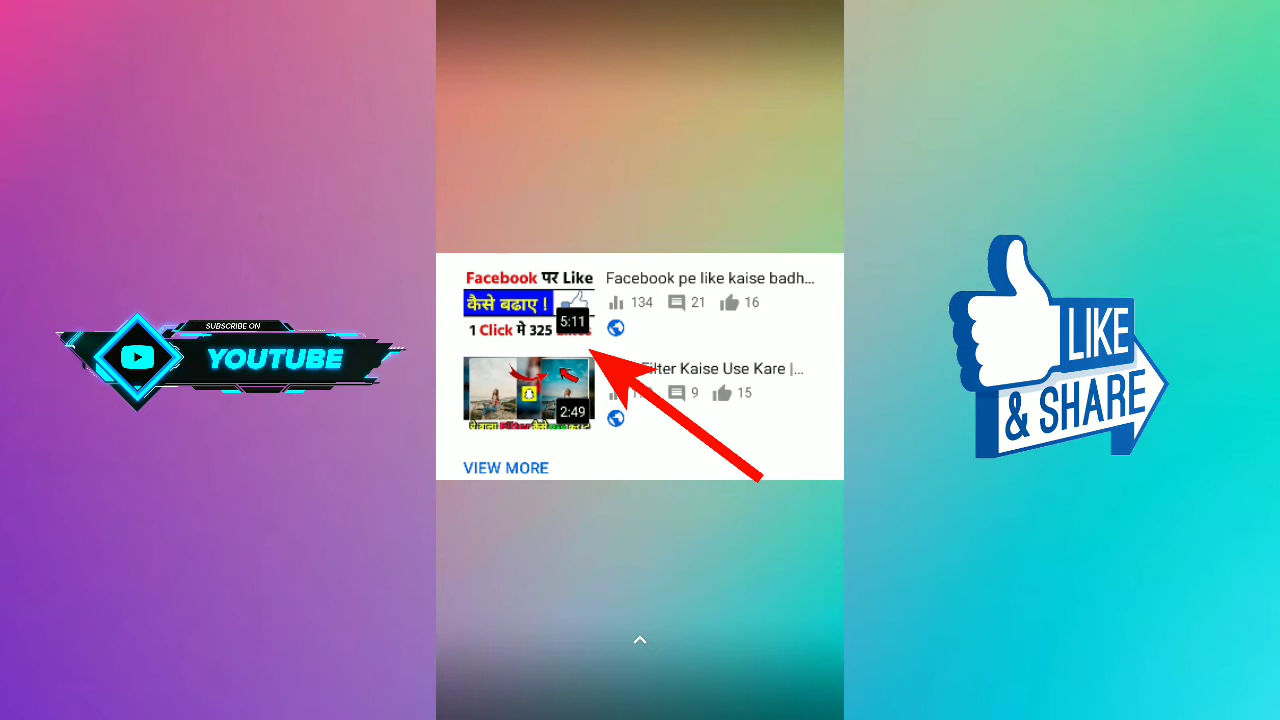 SUBSCRIBE ON
YOUTUBE
Facebook पर Like
कैसे बढाए !
1 Click मे 325
5:11
Facebook pe like kaise badh...
134 21 16
2:49
Filter Kaise Use Kare |...
9 15
VIEW MORE
LIKE
& SHARE